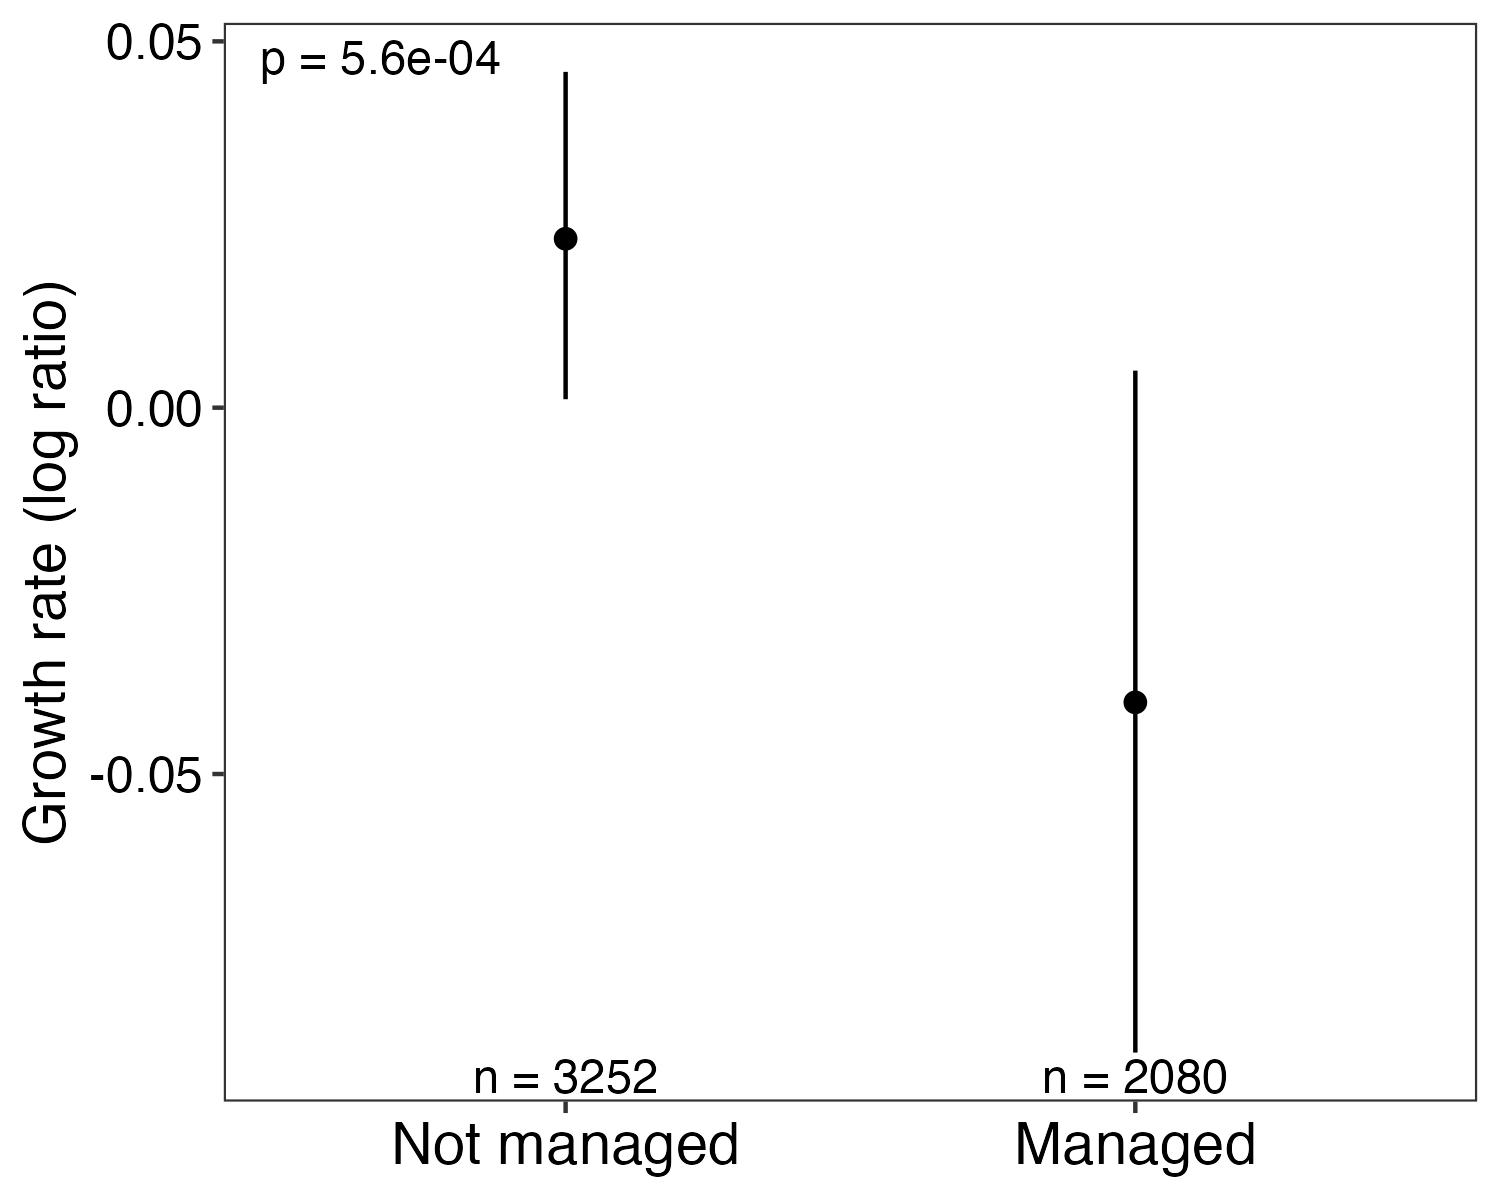 Growth rate (log ratio)
0.05
0.00
-0.05
p = 5.6e-04
n = 3252
n = 2080
Not managed
Managed